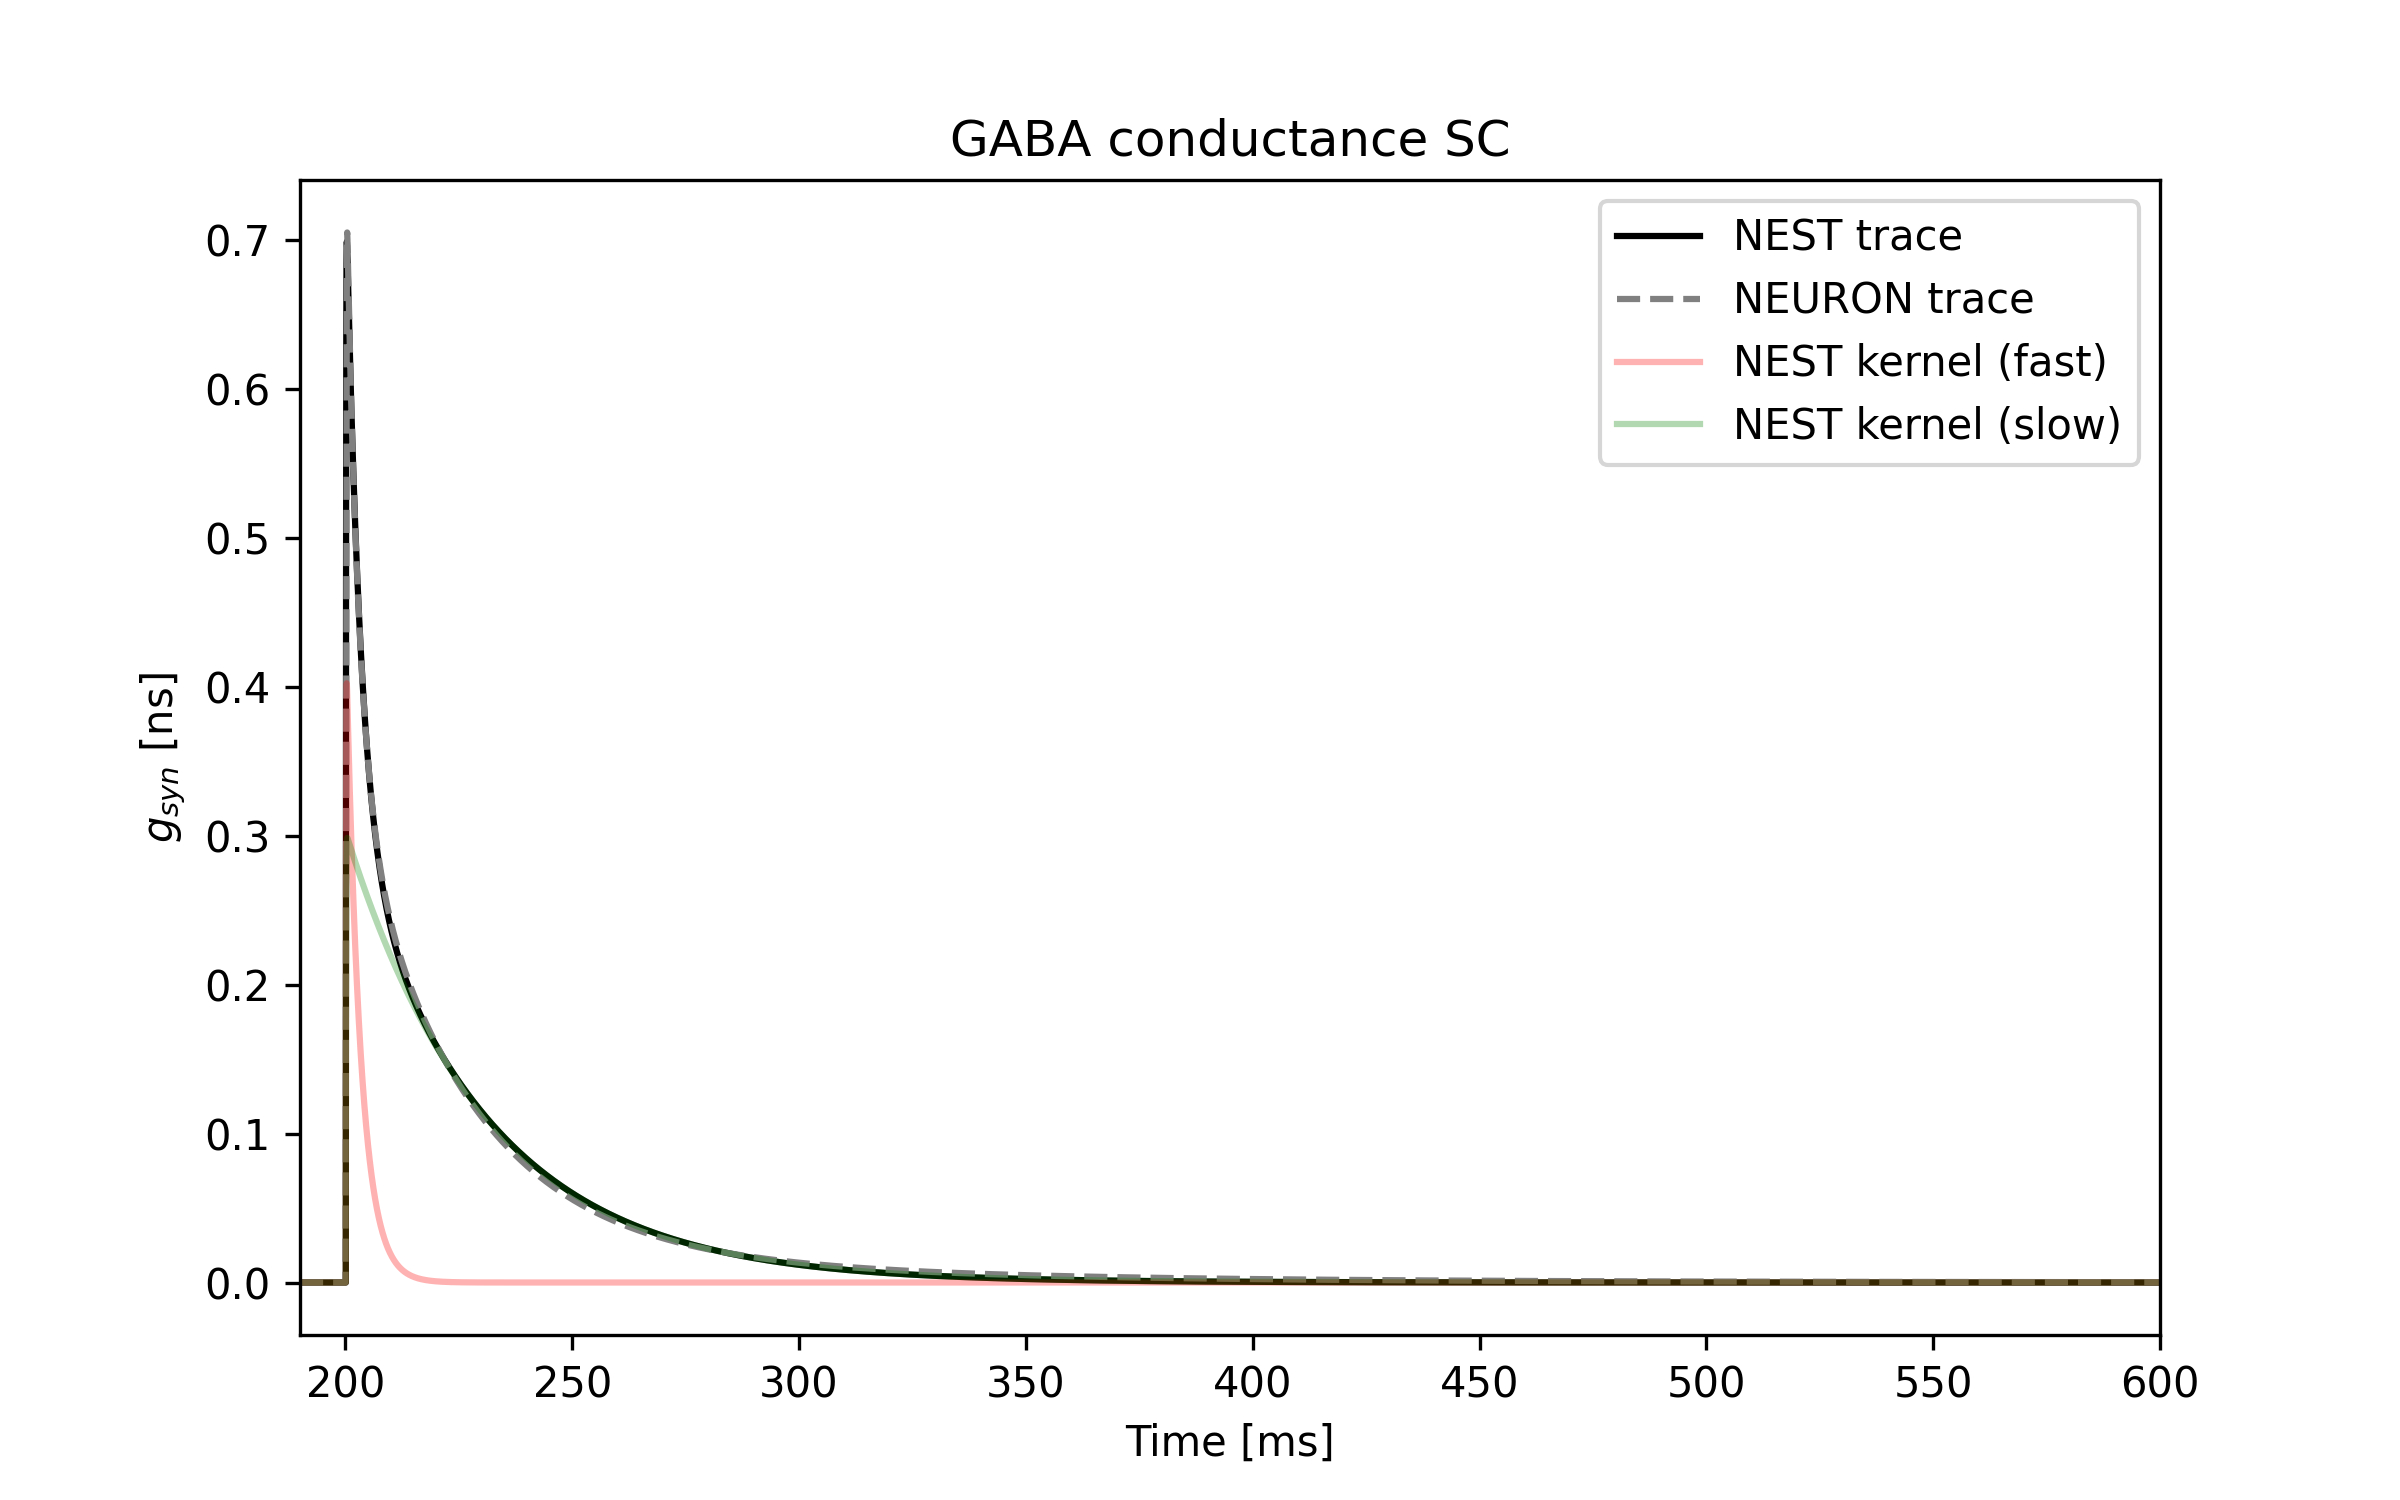 GABA conductance SC
NEST trace
NEURON trace
NEST kernel (fast)
NEST kernel (slow)
0.7
0.6
0.5
0.4
0.3
0.2
0.1
0.0
g_syn [ns]
200 250 300 350 400 450 500 550 600
Time [ms]